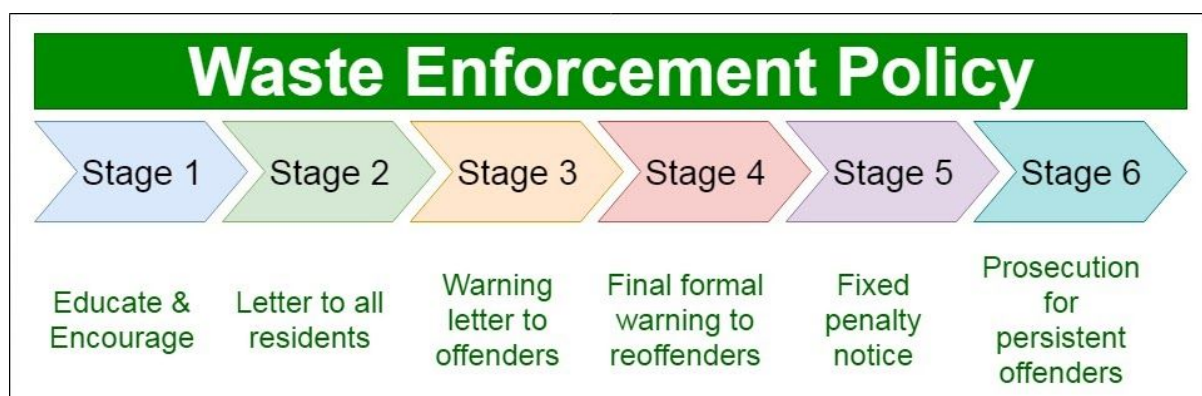 Waste Enforcement Policy
Stage 1
Stage 2
Stage 3
Stage 4
Stage 5
Stage 6
Educate &
Encourage
Letter to all
residents
Warning
letter to
offenders
Final formal
warning to
reoffenders
Fixed
penalty
notice
Prosecution
for
persistent
offenders